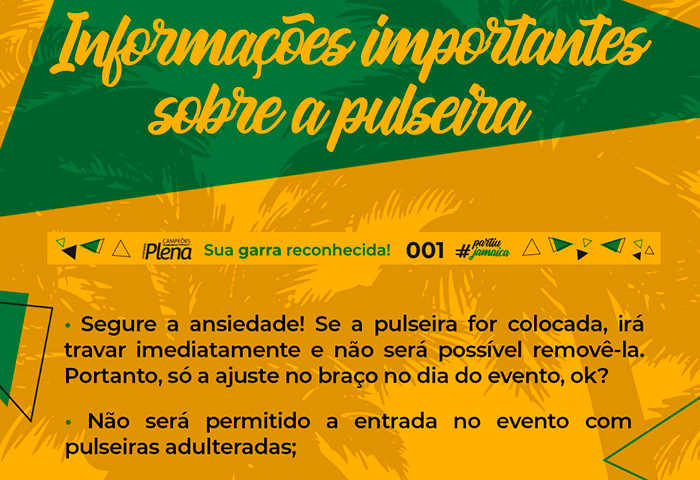 Informações importantes
sobre a pulseira
CAMPEÕES
Plena
Sua garra reconhecida! 001 #partiu
jamaica
• Segure a ansiedade! Se a pulseira for colocada, irá
travar imediatamente e não será possível removê-la.
Portanto, só a ajuste no braço no dia do evento, ok?
• Não será permitido a entrada no evento com
pulseiras adulteradas;